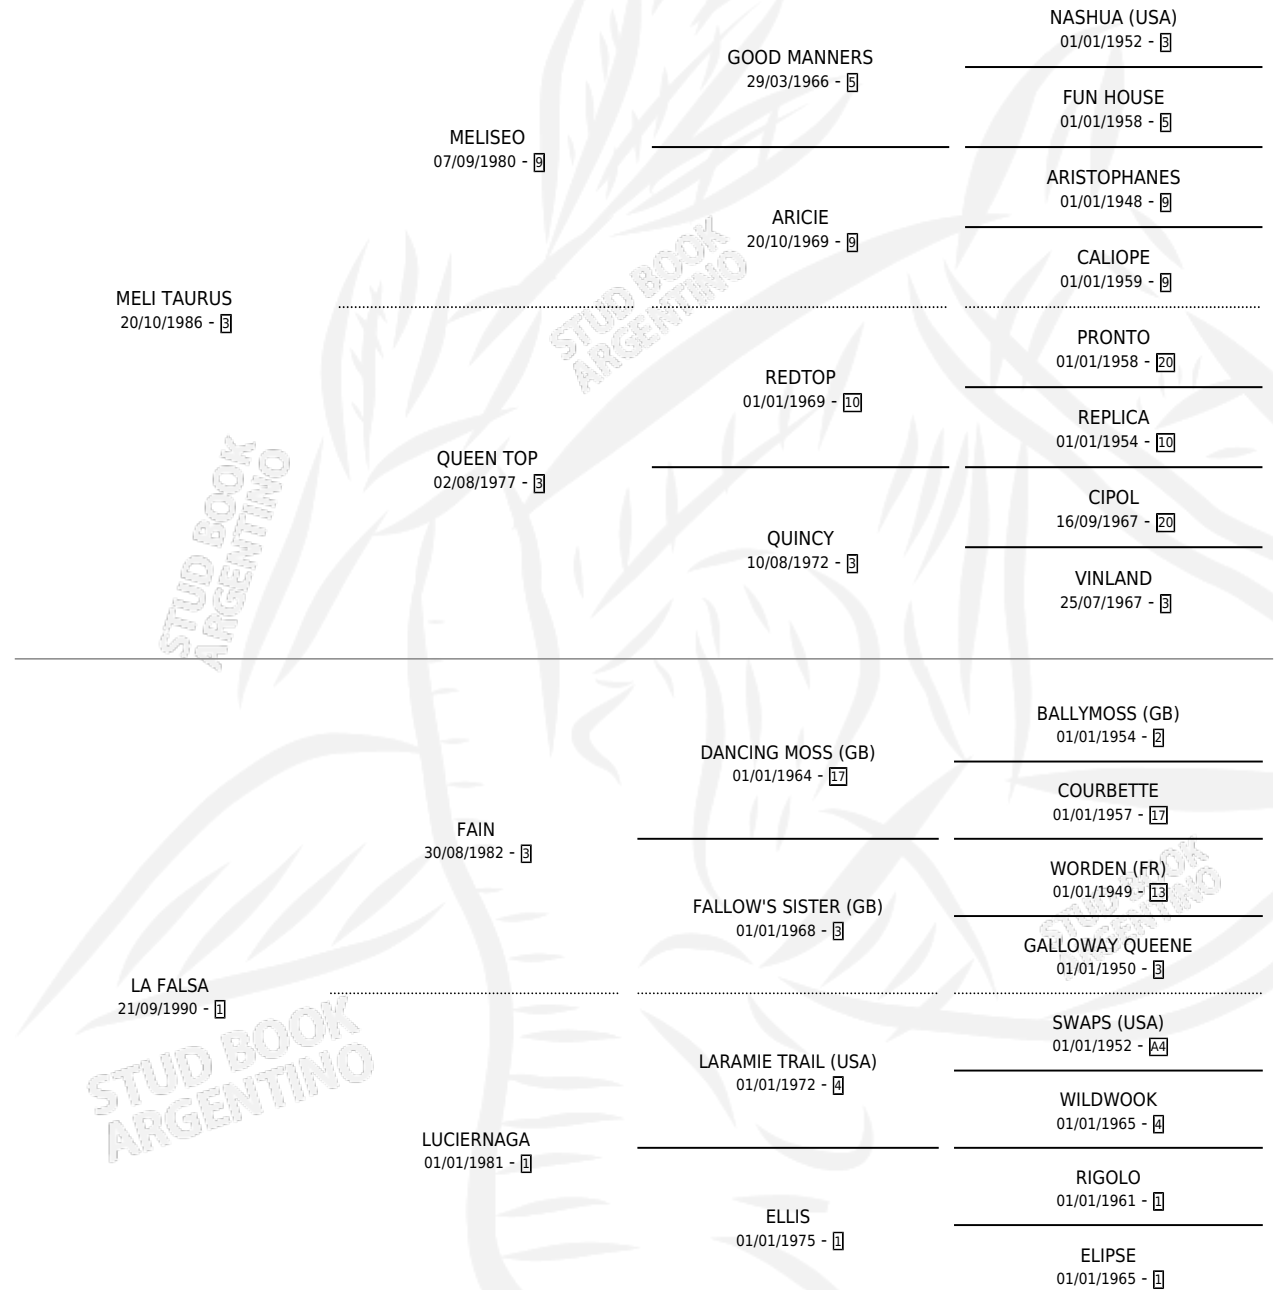 NASHUA (USA)
01/01/1952 - 3
GOOD MANNERS
29/03/1966 - 5
FUN HOUSE
01/01/1958 - 5
MELISEO
07/09/1980 - 9
ARISTOPHANES
01/01/1948 - 9
ARICIE
20/10/1969 - 9
CALIOPE
01/01/1959 - 9
MELI TAURUS
20/10/1986 - 3
PRONTO
01/01/1958 - 20
REDTOP
01/01/1969 - 10
REPLICA
01/01/1954 - 10
QUEEN TOP
02/08/1977 - 3
CIPOL
16/09/1967 - 20
QUINCY
10/08/1972 - 3
VINLAND
25/07/1967 - 3
BALLYMOSS (GB)
01/01/1954 - 2
DANCING MOSS (GB)
01/01/1964 - 17
COURBETTE
01/01/1957 - 17
FAIN
30/08/1982 - 3
WORDEN (FR)
01/01/1949 - 13
FALLOW'S SISTER (GB)
01/01/1968 - 3
GALLOWAY QUEENE
01/01/1950 - 3
LA FALSA
21/09/1990 - 1
SWAPS (USA)
01/01/1952 - A4
LARAMIE TRAIL (USA)
01/01/1972 - 4
WILDWOOK
01/01/1965 - 4
LUCIERNAGA
01/01/1981 - 1
RIGOLO
01/01/1961 - 1
ELLIS
01/01/1975 - 1
ELIPSE
01/01/1965 - 1
STUD BOOK
ARGENTINO
STUD BOOK
ARGENTINO
STUD BOOK
ARGENTINO
STUD BOOK
ARGENTINO